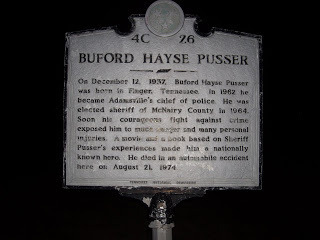 4C 26
BUFORD HAYSE PUSSER
On December 12, 1937, Buford Hayse Pusser
was born in Finger, Tennessee. In 1962 he
became Adamsville's chief of police. He was
elected sheriff of McNairy County in 1964.
Soon his courageous fight against crime
exposed him to much danger and many personal
injuries. A movie and a book based on Sheriff
Pusser's experiences made him a nationally
known hero. He died in an automobile accident
here on August 21, 1974.